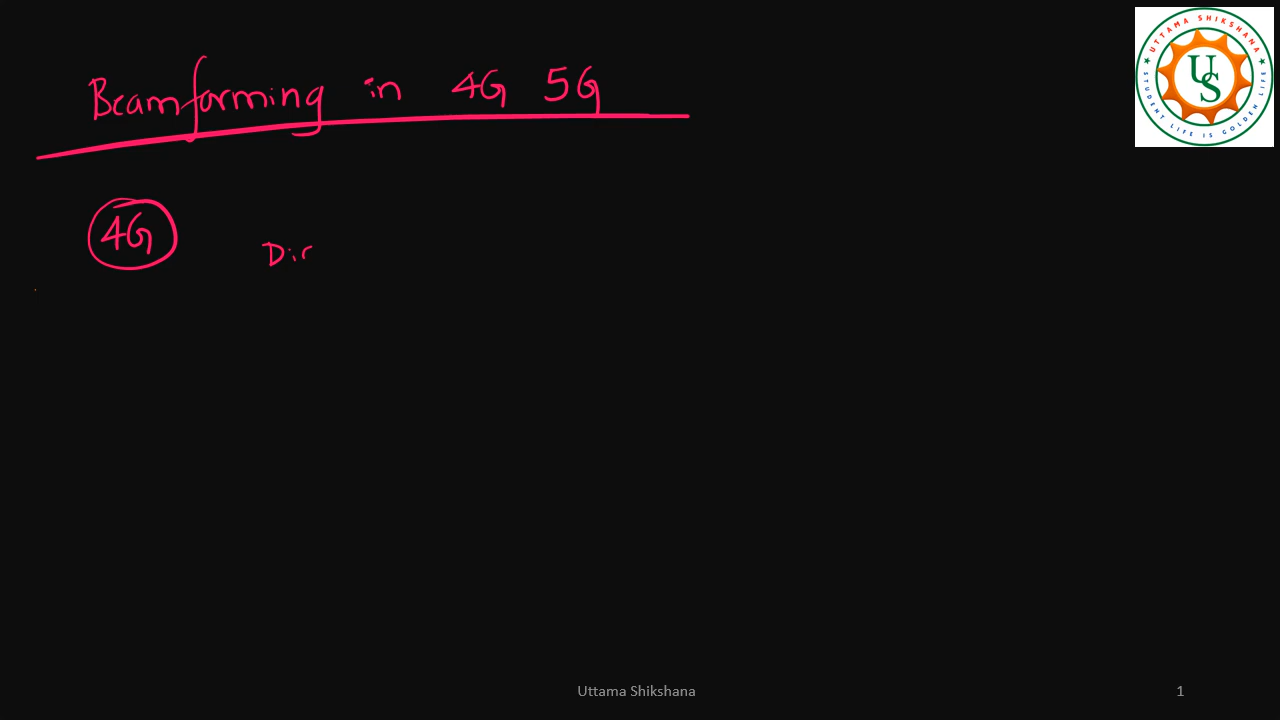 Beamforming in 4G 5G
UTTAMA SHIKSHANA
US
STUDENT LIFE IS GOLDEN LIFE
4G
Dir
Uttama Shikshana
1